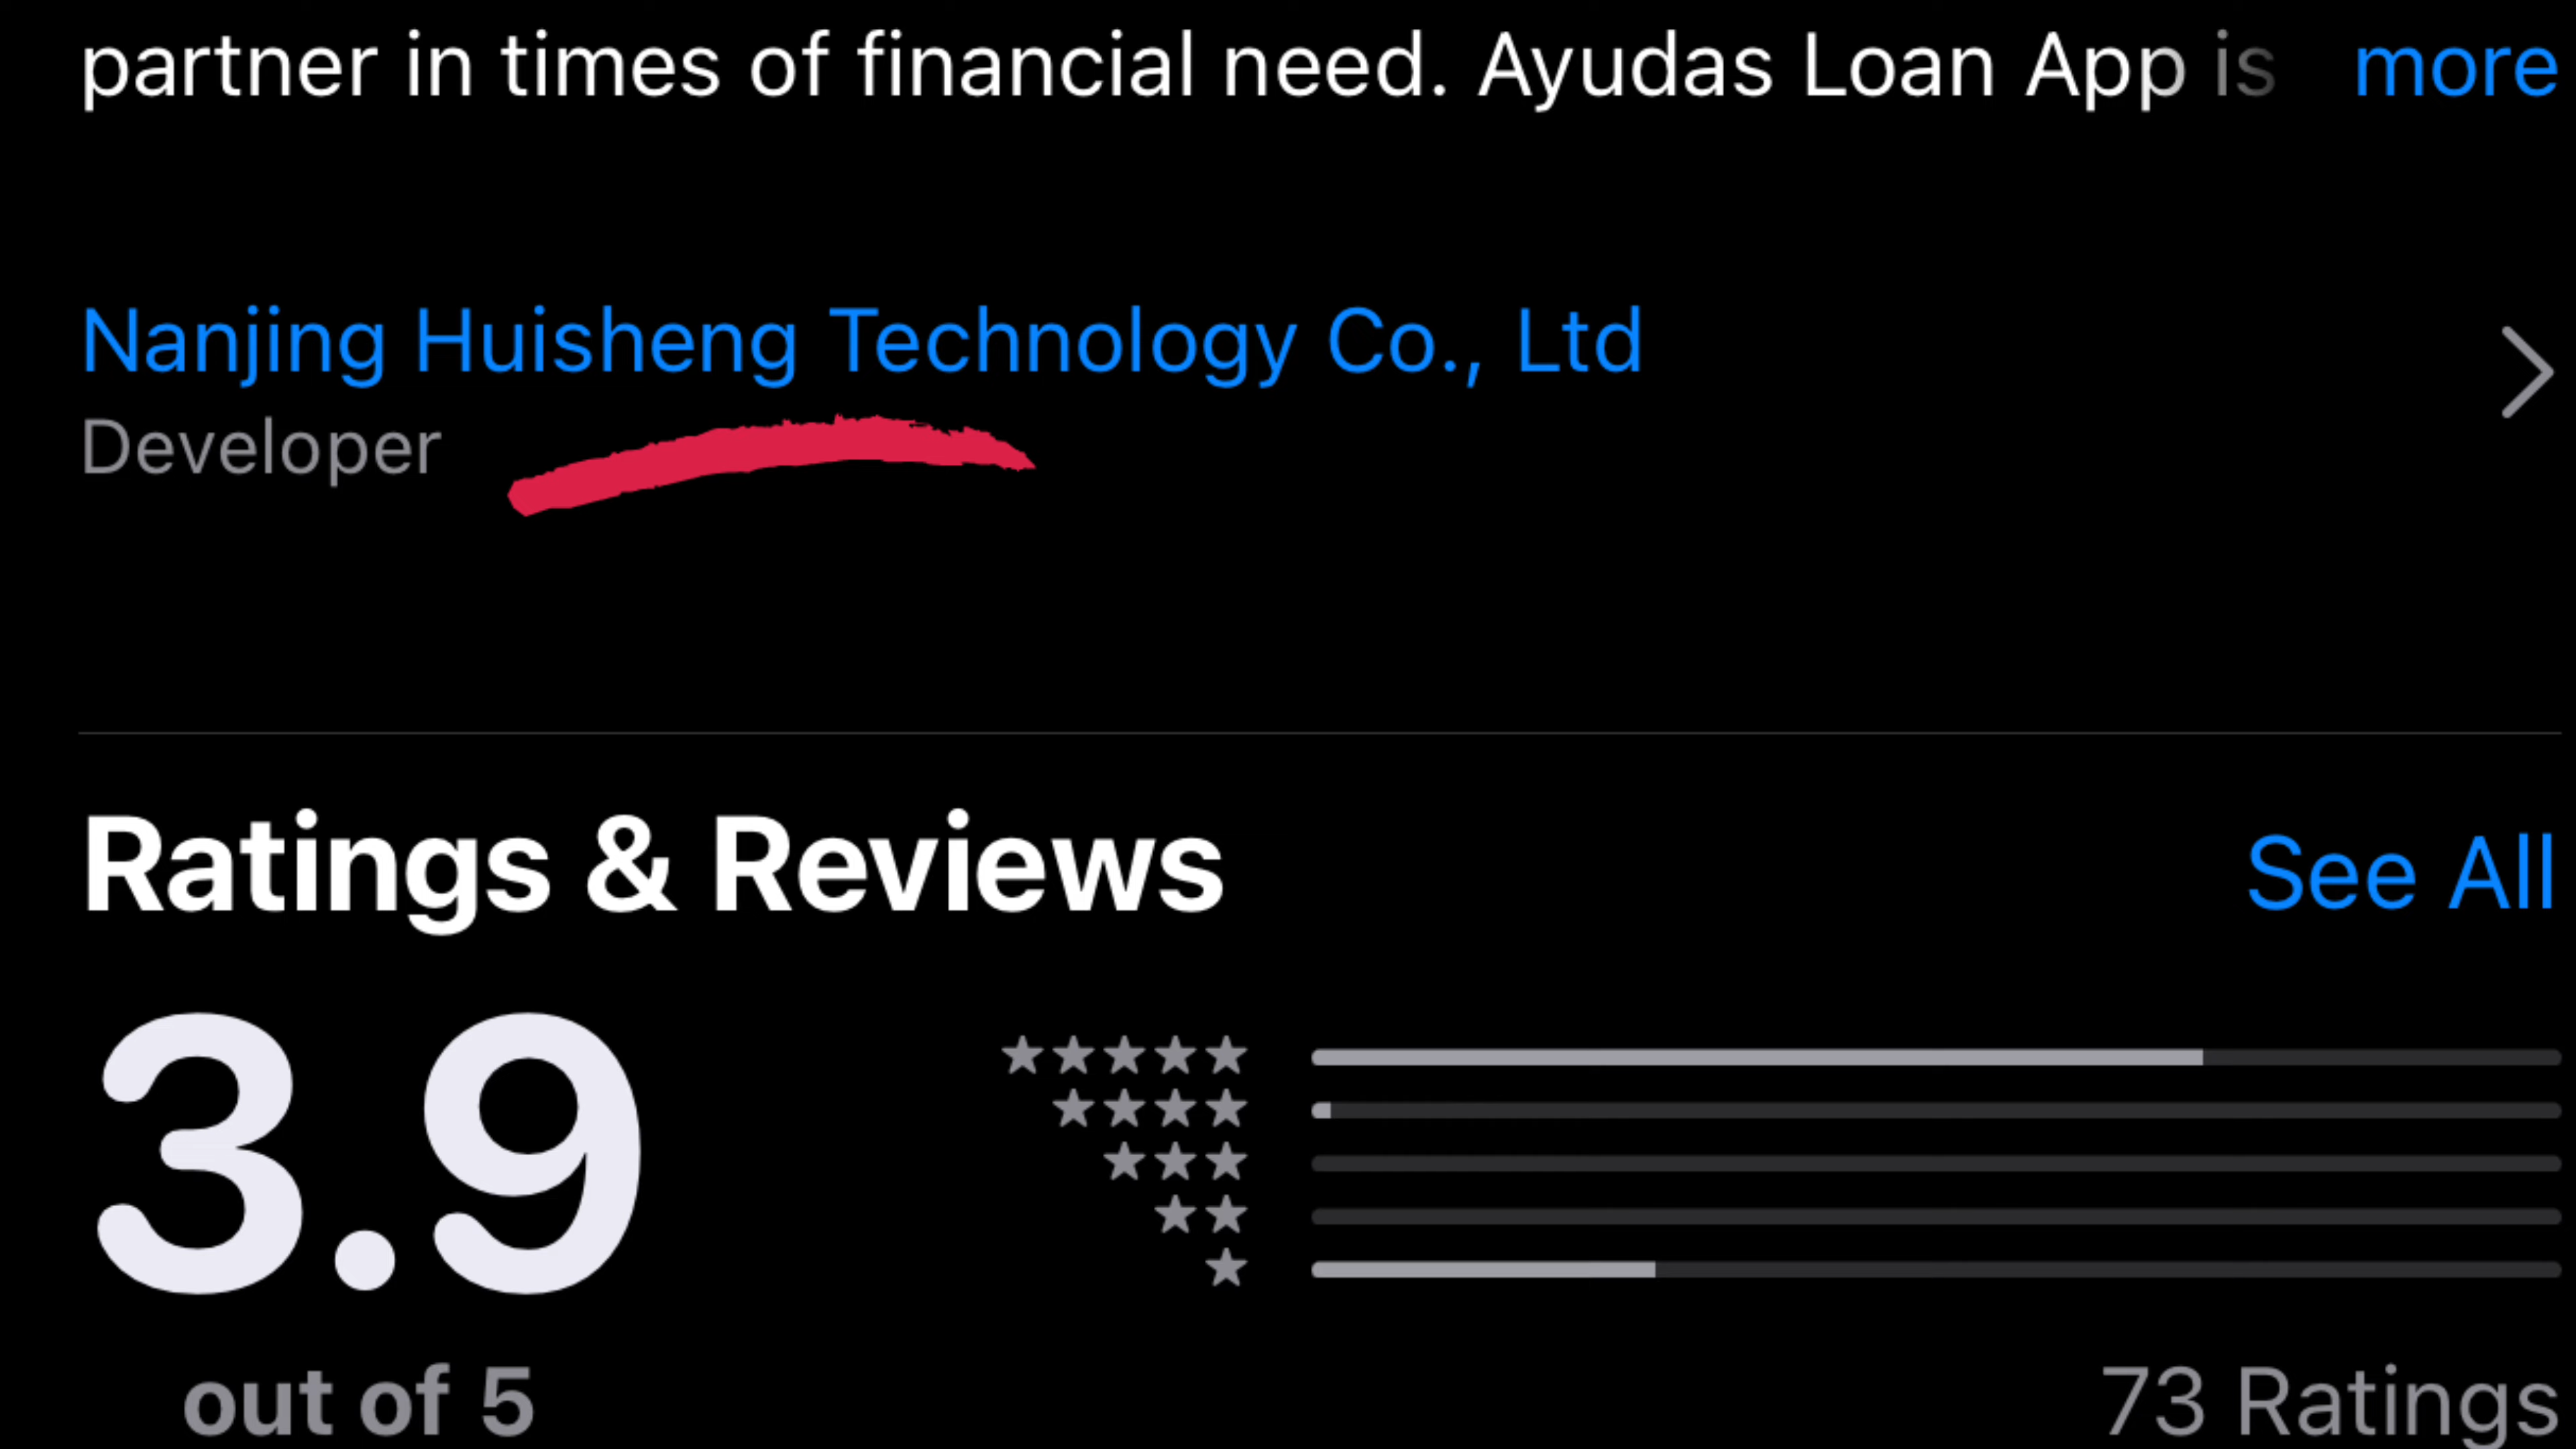 partner in times of financial need. Ayudas Loan App is more
Nanjing Huisheng Technology Co., Ltd
Developer
Ratings & Reviews
See All
3.9
out of 5
73 Ratings